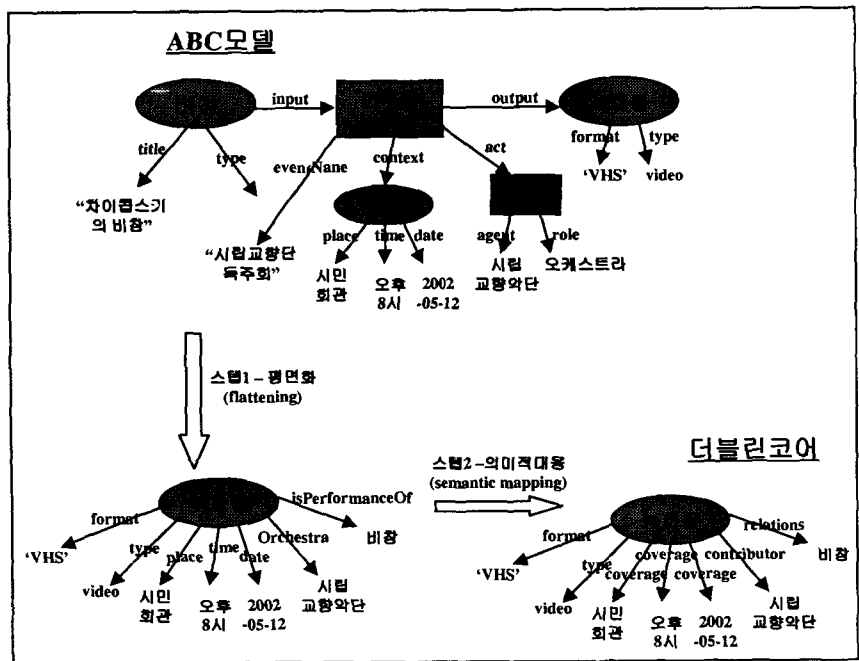 ABC모델
input
output
title
type
evenNane
context
act
format
type
"차이콥스키
의 비창"
'VHS'
video
place
time
date
agent
role
"시립교향단
독주회"
시민
회관
오후
8시
2002
-05-12
시립
교향악단
오케스트라
스텝1 – 평면화
(flattening)
더블린코어
스텝2 –의미적대응
(semantic mapping)
format
type
place
time
date
Orchestra
isPerformanceOf
'VHS'
video
시민
회관
오후
8시
2002
-05-12
시립
교향악단
비창
format
type
coverage
coverage
coverage
contributor
relations
'VHS'
video
시민
회관
오후
8시
2002
-05-12
시립
교향악단
비창